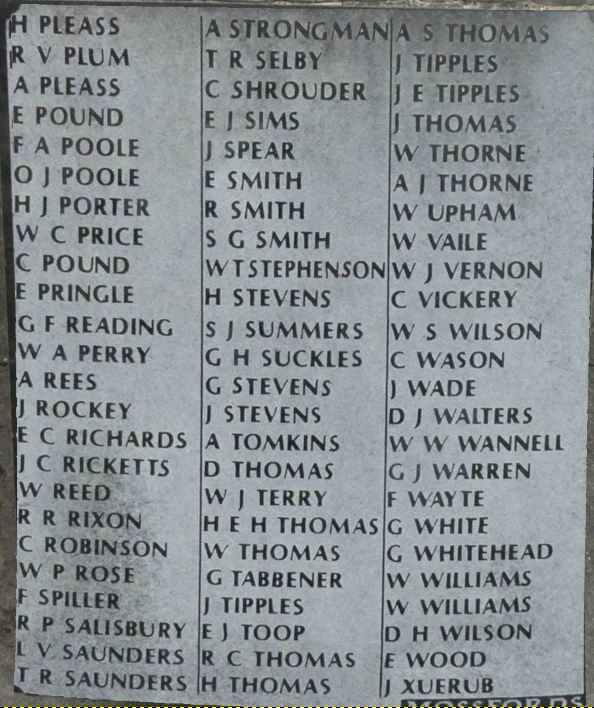 H PLEASS
R V PLUM
A PLEASS
E POUND
F A POOLE
O J POOLE
H J PORTER
W C PRICE
C POUND
E PRINGLE
G F READING
W A PERRY
A REES
J ROCKEY
E C RICHARDS
J C RICKETTS
W REED
R R RIXON
C ROBINSON
W P ROSE
F SPILLER
R P SALISBURY
L V SAUNDERS
T R SAUNDERS
A STRONGMAN
T R SELBY
C SHROUDER
E J SIMS
J SPEAR
E SMITH
R SMITH
S G SMITH
W T STEPHENSON
H STEVENS
S J SUMMERS
G H SUCKLES
G STEVENS
J STEVENS
A TOMKINS
D THOMAS
W J TERRY
H E H THOMAS
W THOMAS
G TABBENER
J TIPPLES
E J TOOP
R C THOMAS
H THOMAS
A S THOMAS
J TIPPLES
J E TIPPLES
J THOMAS
W THORNE
A J THORNE
W UPHAM
W VAILE
W J VERNON
C VICKERY
W S WILSON
C WASON
J WADE
D J WALTERS
W W WANNELL
G J WARREN
F WAYTE
G WHITE
G WHITEHEAD
W WILLIAMS
W WILLIAMS
D H WILSON
E WOOD
J XUERUB